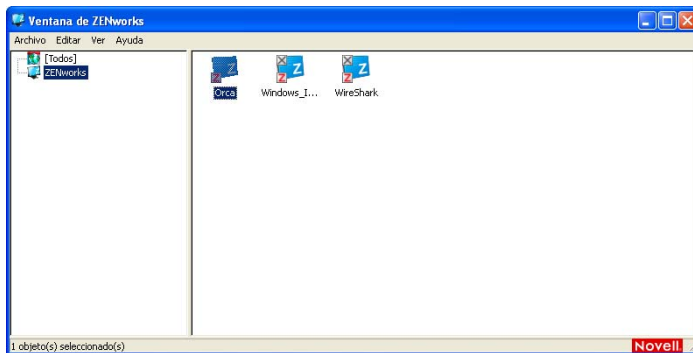 Ventana de ZENworks
Archivo Editar Ver Ayuda
[Todos]
ZENworks
Orca Windows_I... WireShark
1 objeto(s) seleccionado(s)
Novell.